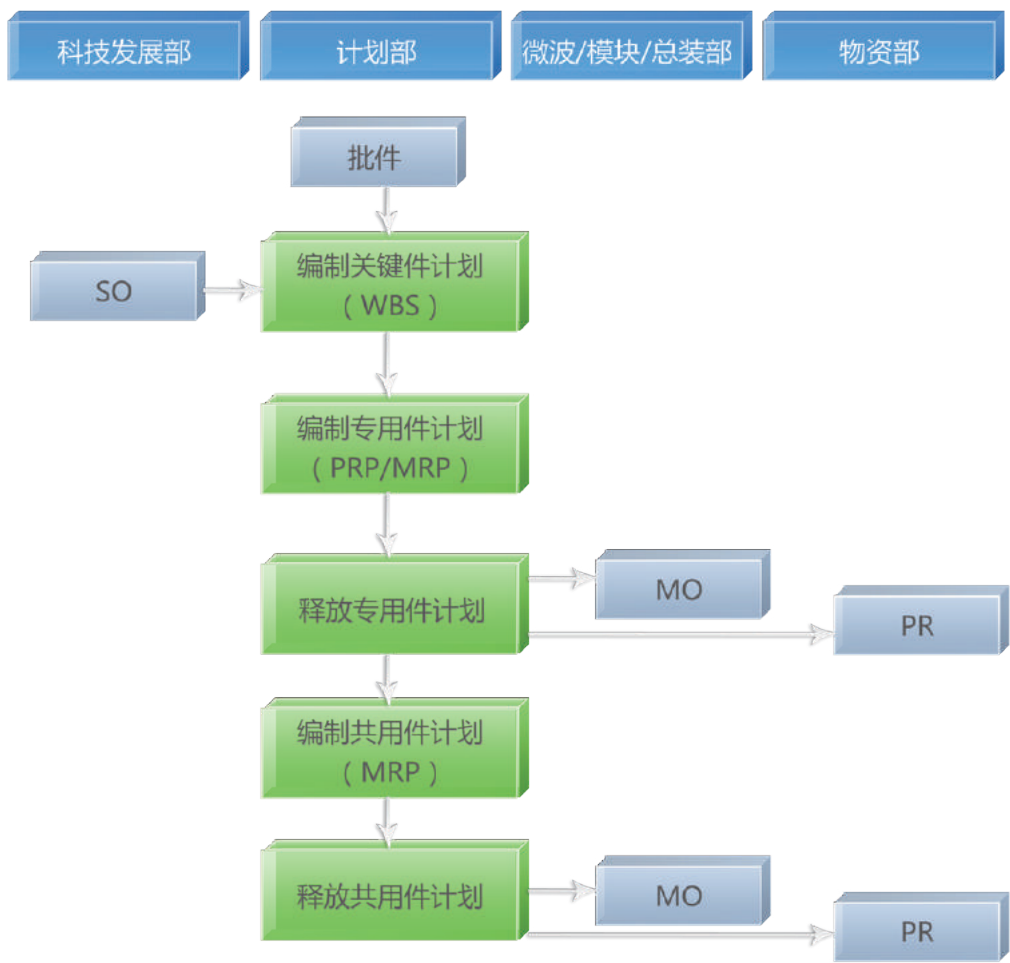 科技发展部
计划部
微波/模块/总装部
物资部
批件
SO
编制关键件计划
（WBS）
编制专用件计划
（PRP/MRP）
释放专用件计划
MO
PR
编制共用件计划
（MRP）
释放共用件计划
MO
PR